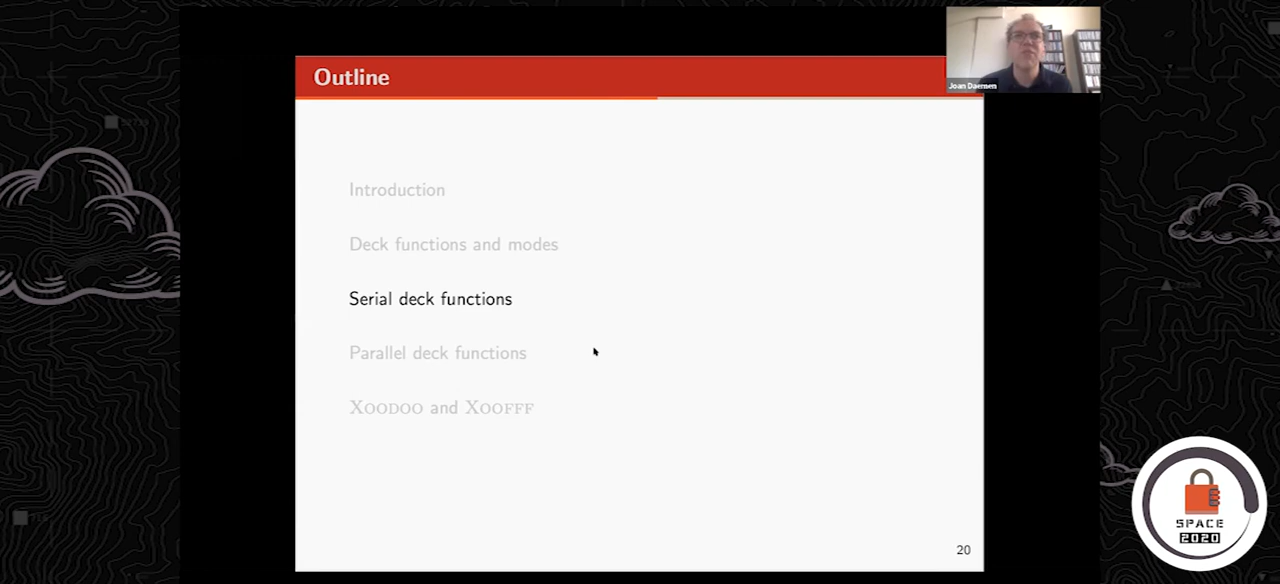 Outline
Joan Daemen
Introduction
Deck functions and modes
Serial deck functions
Parallel deck functions
XOODOO and XOOFFF
20
SPACE
2020